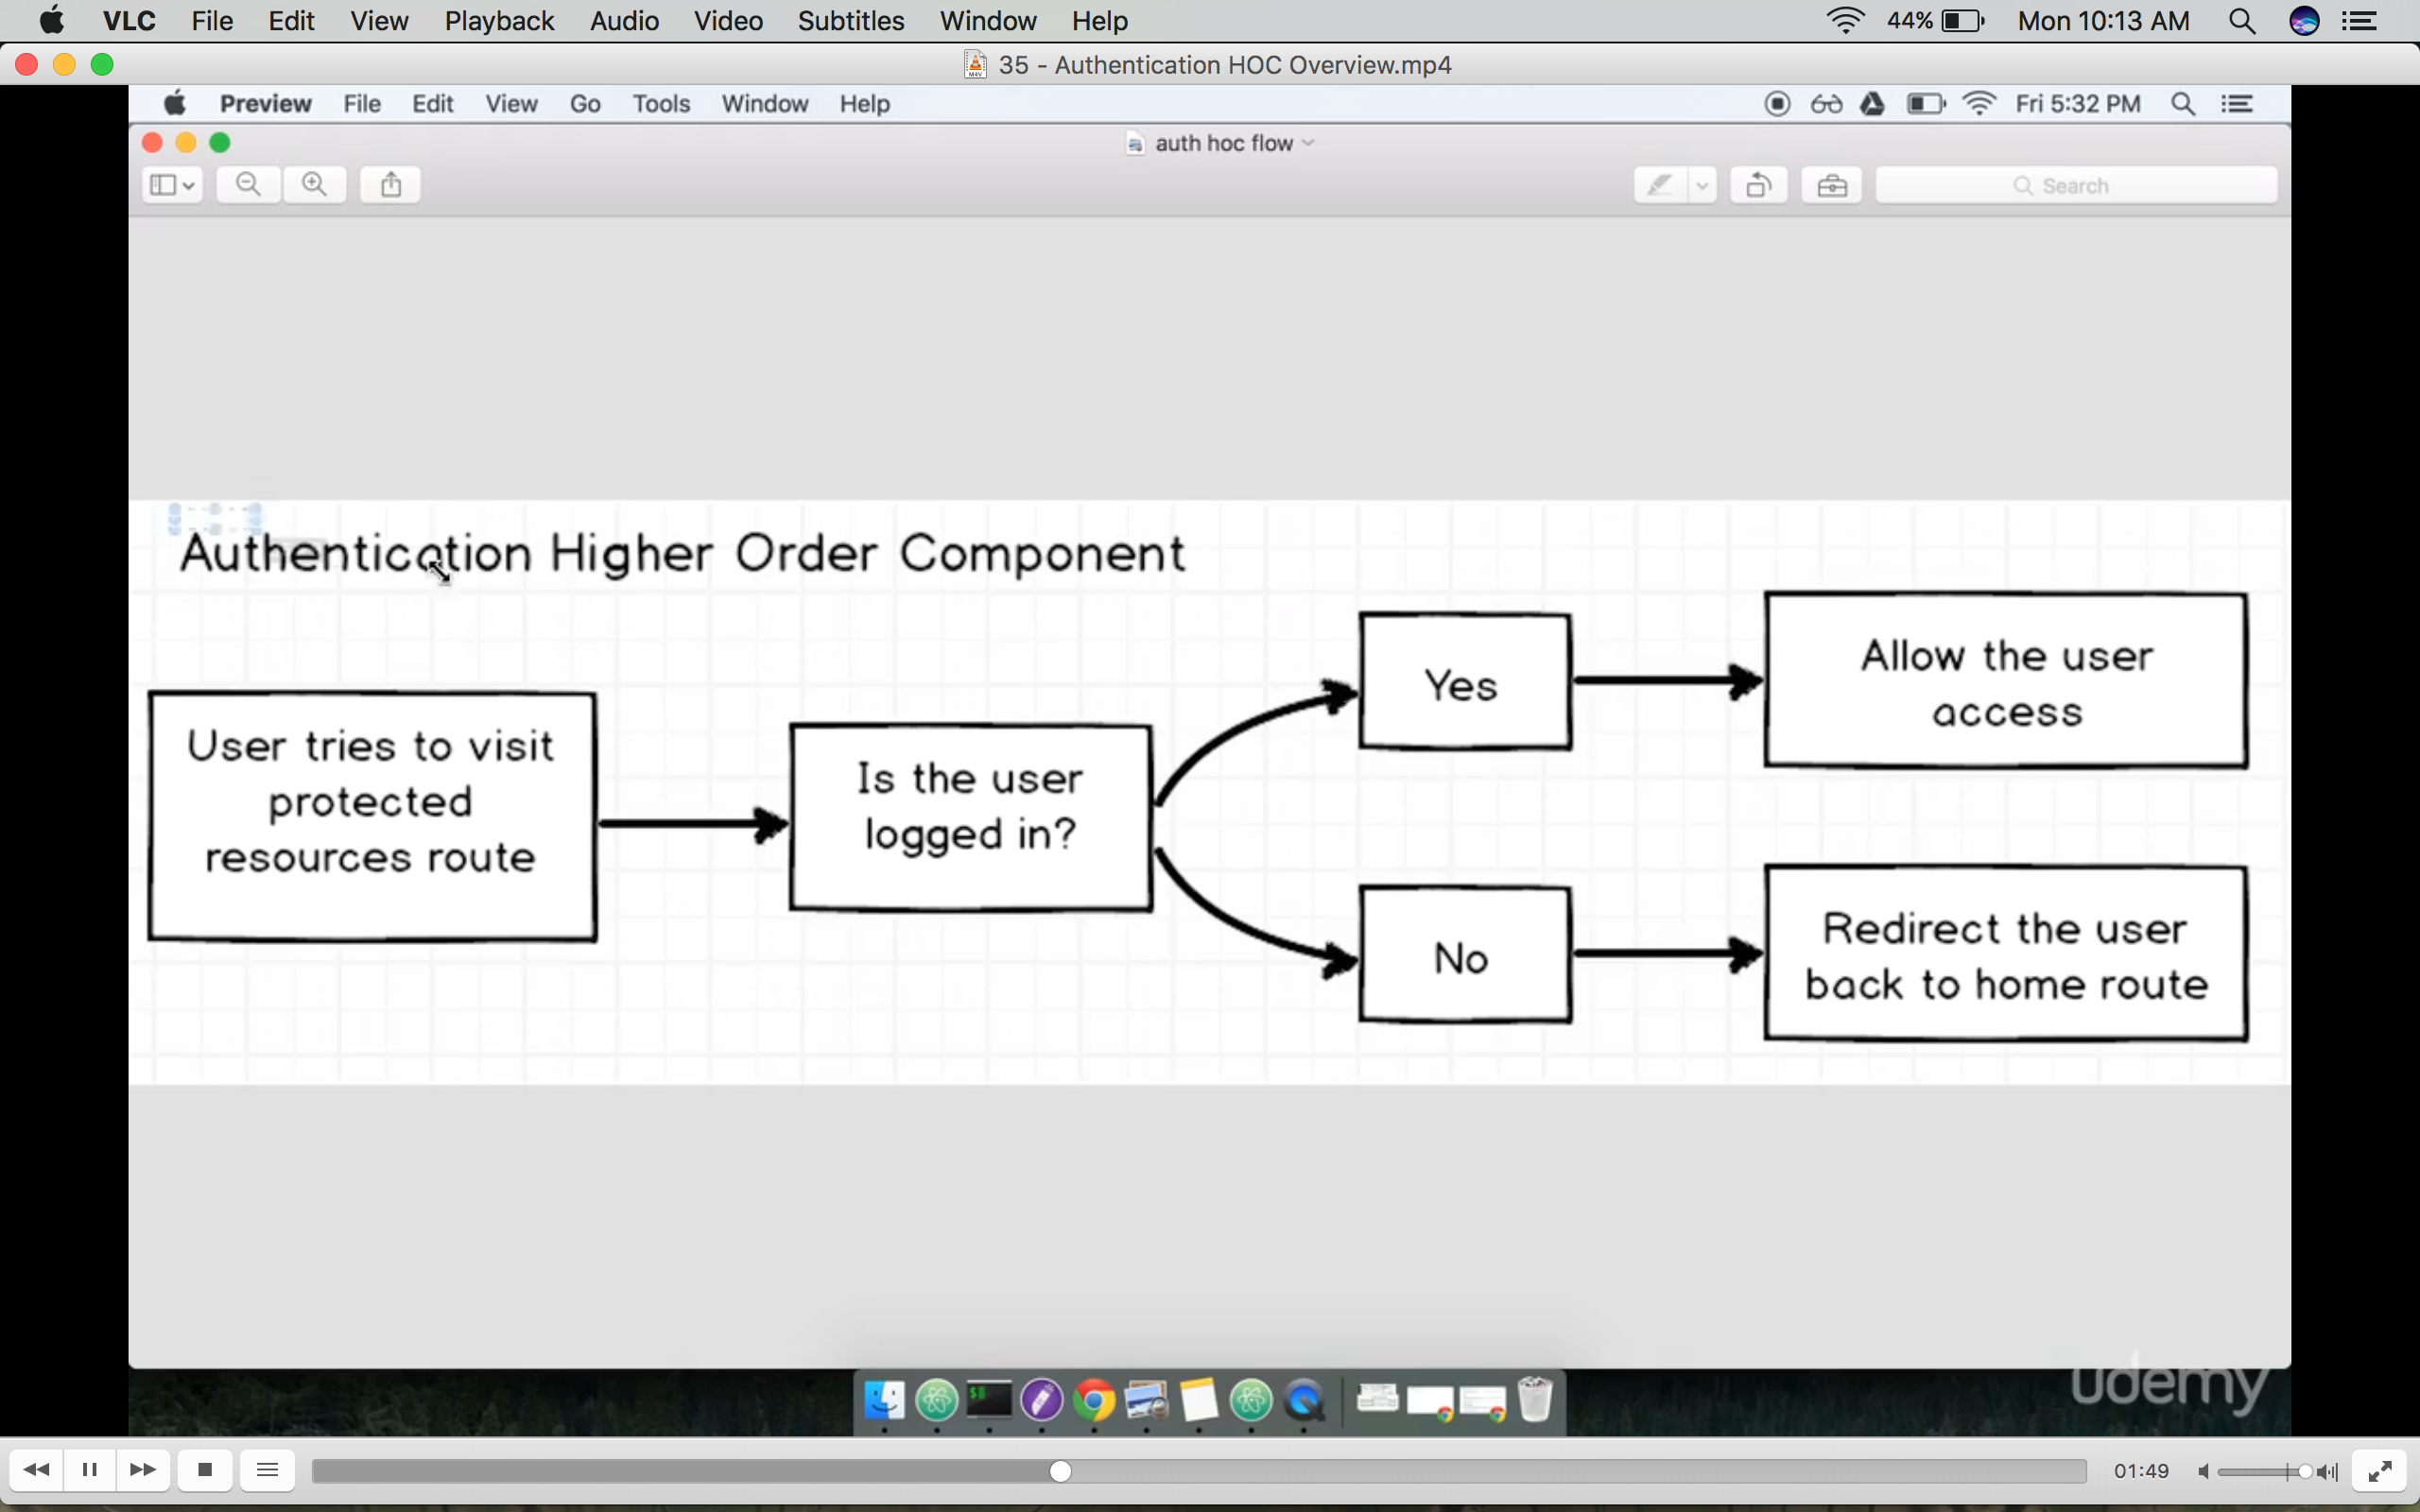 VLC File Edit View Playback Audio Video Subtitles Window Help 44% Mon 10:13 AM
35 - Authentication HOC Overview.mp4
Preview File Edit View Go Tools Window Help Fri 5:32 PM
auth hoc flow
Search
Authentication Higher Order Component
User tries to visit
protected
resources route
Is the user
logged in?
Yes
Allow the user
access
No
Redirect the user
back to home route
udemy
01:49